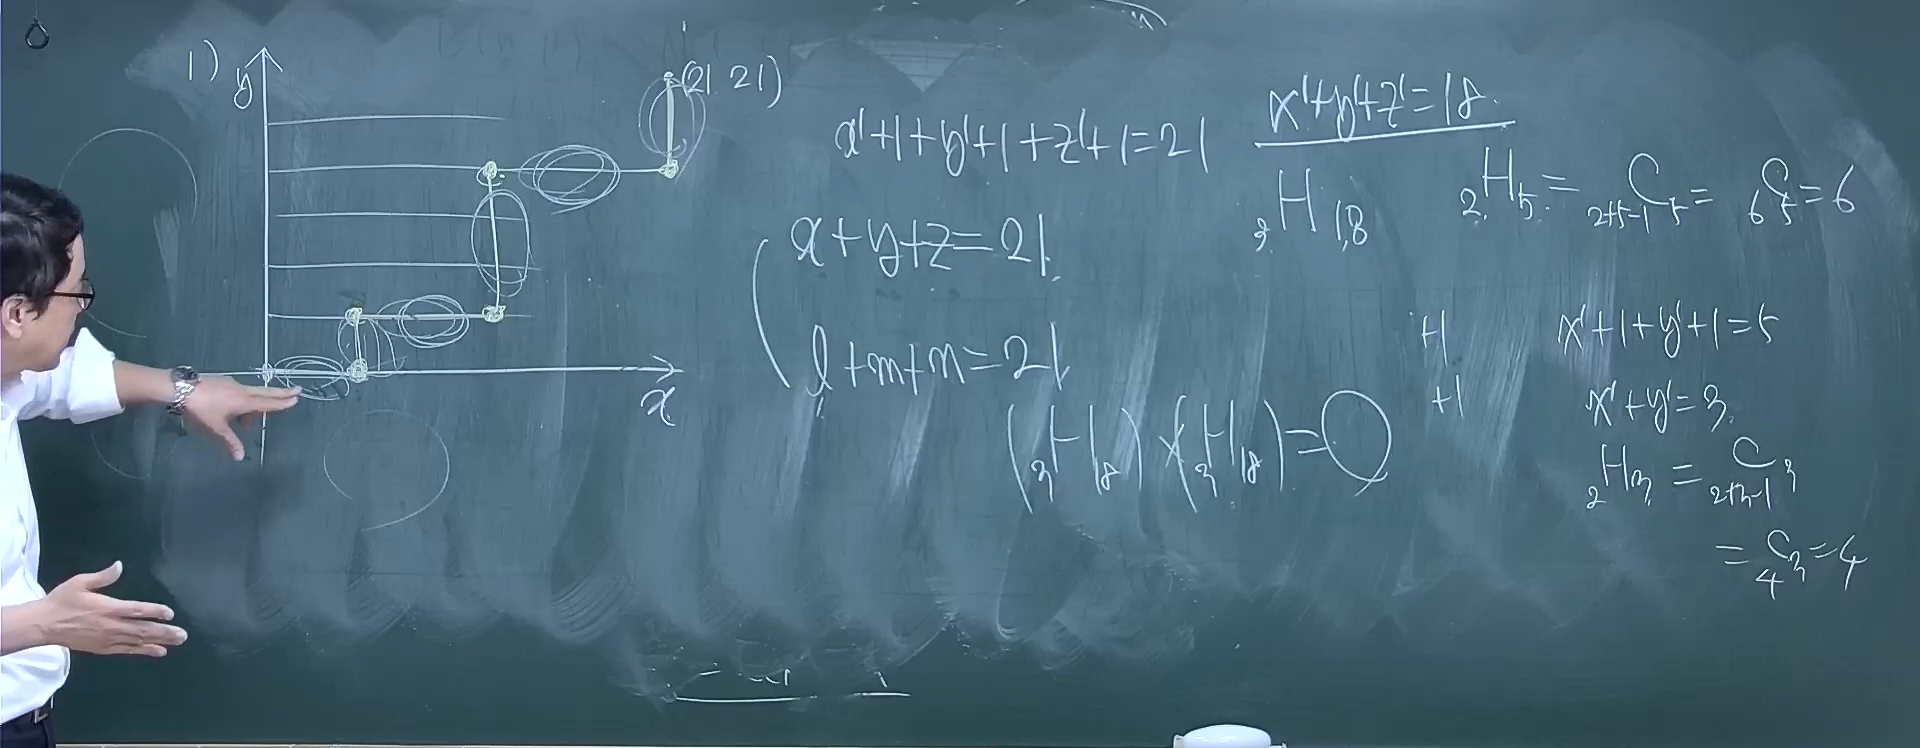 1)
y
(21. 21)
x
x'+1+y'+1+z'+1=21
x'+y'+z'=18.
x+y+z=21.
₃H₁₈
₂H₅ = ₂₊₅₋₁C₅ = ₆C₅ = 6
l+m+n=21
(₃H₁₈)×(₃H₁₈)=
+1
+1
x'+1+y'+1=5
x'+y'=3.
₂H₃ = ₂₊₃₋₁C₃
= ₄C₃ = 4